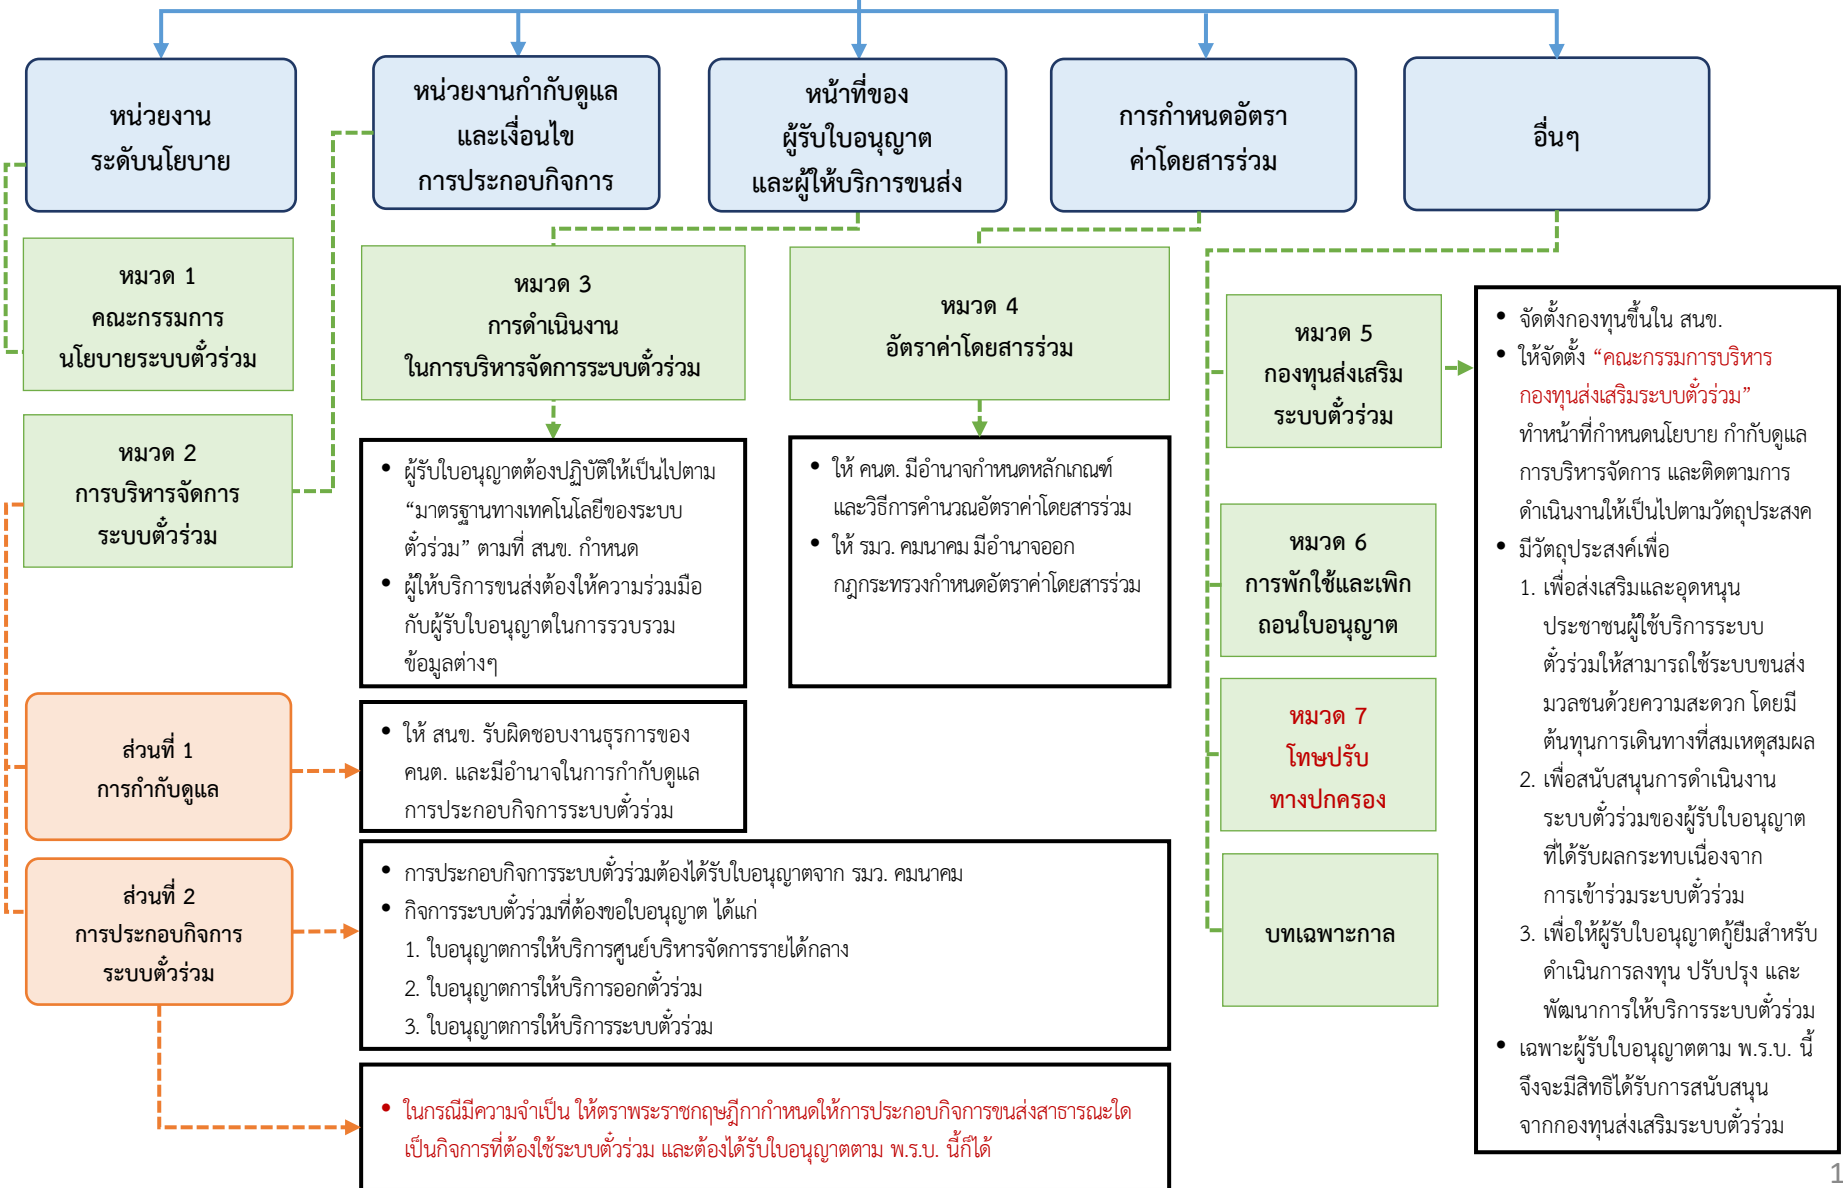 หน่วยงาน
ระดับนโยบาย
หน่วยงานกำกับดูแล
และเงื่อนไข
การประกอบกิจการ
หน้าที่ของ
ผู้รับใบอนุญาต
และผู้ให้บริการขนส่ง
การกำหนดอัตรา
ค่าโดยสารร่วม
อื่นๆ
หมวด 1
คณะกรรมการ
นโยบายระบบตั๋วร่วม
หมวด 2
การบริหารจัดการ
ระบบตั๋วร่วม
ส่วนที่ 1
การกำกับดูแล
ส่วนที่ 2
การประกอบกิจการ
ระบบตั๋วร่วม
หมวด 3
การดำเนินงาน
ในการบริหารจัดการระบบตั๋วร่วม
• ผู้รับใบอนุญาตต้องปฏิบัติให้เป็นไปตาม
“มาตรฐานทางเทคโนโลยีของระบบ
ตั๋วร่วม” ตามที่ สนข. กำหนด
• ผู้ให้บริการขนส่งต้องให้ความร่วมมือ
กับผู้รับใบอนุญาตในการรวบรวม
ข้อมูลต่างๆ
• ให้ สนข. รับผิดชอบงานธุรการของ
คนต. และมีอำนาจในการกำกับดูแล
การประกอบกิจการระบบตั๋วร่วม
• การประกอบกิจการระบบตั๋วร่วมต้องได้รับใบอนุญาตจาก รมว. คมนาคม
• กิจการระบบตั๋วร่วมที่ต้องขอใบอนุญาต ได้แก่
1. ใบอนุญาตการให้บริการศูนย์บริหารจัดการรายได้กลาง
2. ใบอนุญาตการให้บริการออกตั๋วร่วม
3. ใบอนุญาตการให้บริการระบบตั๋วร่วม
• ในกรณีมีความจำเป็น ให้ตราพระราชกฤษฎีกากำหนดให้การประกอบกิจการขนส่งสาธารณะใด
เป็นกิจการที่ต้องใช้ระบบตั๋วร่วม และต้องได้รับใบอนุญาตตาม พ.ร.บ. นี้ก็ได้
หมวด 4
อัตราค่าโดยสารร่วม
• ให้ คนต. มีอำนาจกำหนดหลักเกณฑ์
และวิธีการคำนวณอัตราค่าโดยสารร่วม
• ให้ รมว. คมนาคม มีอำนาจออก
กฎกระทรวงกำหนดอัตราค่าโดยสารร่วม
หมวด 5
กองทุนส่งเสริม
ระบบตั๋วร่วม
หมวด 6
การพักใช้และเพิก
ถอนใบอนุญาต
หมวด 7
โทษปรับ
ทางปกครอง
บทเฉพาะกาล
• จัดตั้งกองทุนขึ้นใน สนข.
• ให้จัดตั้ง “คณะกรรมการบริหาร
กองทุนส่งเสริมระบบตั๋วร่วม”
ทำหน้าที่กำหนดนโยบาย กำกับดูแล
การบริหารจัดการ และติดตามการ
ดำเนินงานให้เป็นไปตามวัตถุประสงค
• มีวัตถุประสงค์เพื่อ
1. เพื่อส่งเสริมและอุดหนุน
ประชาชนผู้ใช้บริการระบบ
ตั๋วร่วมให้สามารถใช้ระบบขนส่ง
มวลชนด้วยความสะดวก โดยมี
ต้นทุนการเดินทางที่สมเหตุสมผล
2. เพื่อสนับสนุนการดำเนินงาน
ระบบตั๋วร่วมของผู้รับใบอนุญาต
ที่ได้รับผลกระทบเนื่องจาก
การเข้าร่วมระบบตั๋วร่วม
3. เพื่อให้ผู้รับใบอนุญาตกู้ยืมสำหรับ
ดำเนินการลงทุน ปรับปรุง และ
พัฒนาการให้บริการระบบตั๋วร่วม
• เฉพาะผู้รับใบอนุญาตตาม พ.ร.บ. นี้
จึงจะมีสิทธิได้รับการสนับสนุน
จากกองทุนส่งเสริมระบบตั๋วร่วม
1